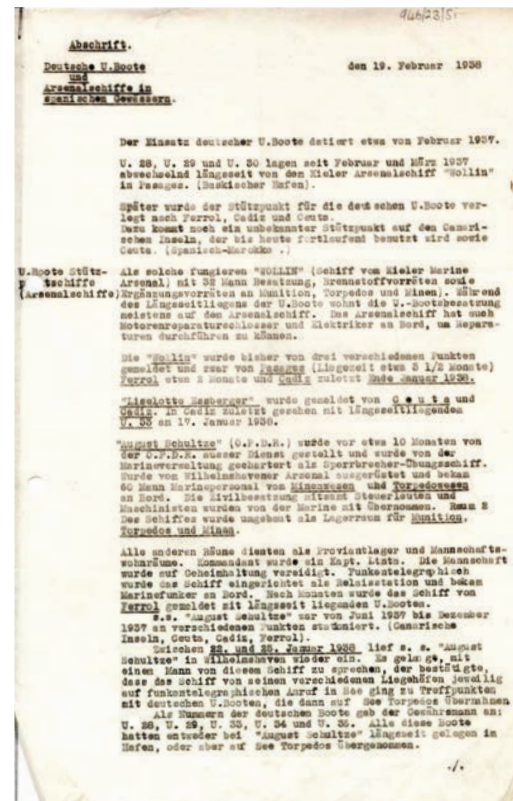 946/23/5
Abschrift.
Deutsche U.Boote
und
Arsenalschiffe in
spanischen Gewässern.
den 19. Februar 1938
Der Einsatz deutscher U.Boote datiert etwa von Februar 1937.
U. 28, U. 29 und U. 30 lagen seit Februar und März 1937
abwechselnd längsseit von dem Kieler Arsenalschiff "Wollin"
in Pasages. (Baskischer Hafen).
Später wurde der Stützpunkt für die deutschen U.Boote ver-
legt nach Ferrol, Cadiz und Ceuta.
Dazu kommt noch ein unbekannter Stützpunkt auf den Canari-
schen Inseln, der bis heute fortlaufend benutzt wird sowie
Ceuta. (Spanisch-Marokko .)
U.Boote Stütz-
schiffe
(Arsenalschiffe)
Als solche fungieren "WOLLIN" (Schiff vom Kieler Marine
Arsenal) mit 32 Mann Besatzung, Brennstoffvorräten sowie
Ergänzungsvorräten an Munition, Torpedos und Minen). Während
des Längsseitliegens der U.Boote wohnt die U.-Bootsbesatzung
meistens auf dem Arsenalschiff. Das Arsenalschiff hat auch
Motorenreparaturschlosser und Elektriker an Bord, um Repara-
turen durchführen zu können.
Die "Wollin" wurde bisher von drei verschiedenen Punkten
gemeldet und zwar von Pasages (Liegezeit etwa 3 1/2 Monate)
Ferrol etwa 2 Monate und Cadiz zuletzt Ende Januar 1938.
"Liselotte Essberger" wurde gemeldet von C e u t a und
Cadiz. In Cadiz zuletzt gesehen mit längsseitliegenden
U. 33 an 17. Januar 1938.
"August Schultze" (O.P.D.R.) wurde vor etwa 10 Monaten von
der O.P.D.R. ausser Dienst gestellt und wurde von der
Marineverwaltung gechartert als Sperrbrecher-Übungsschiff.
Wurde vom Wilhelmshavener Arsenal ausgerüstet und bekam
60 Mann Marinepersonal von Minenwesen und Torpedowesen
an Bord. Die Zivilbesatzung mitsamt Steuerleuten und
Maschinisten wurden von der Marine mit übernommen. Raum 2
Des Schiffes wurde umgebaut als Lagerraum für Munition,
Torpedos und Minen.
Alle anderen Räume dienten als Proviantlager und Mannschafts-
wohnräume. Kommandant wurde ein Kapt. Lints. Die Mannschaft
wurde auf Geheimhaltung vereidigt. Funkentelegraphisch
wurde das Schiff eingerichtet als Relaisstation und bekam
Marinefunker an Bord. Nach Monaten wurde das Schiff von
Ferrol gemeldet mit längsseit liegenden U.Booten.
s.s. "August Schultze" war von Juni 1937 bis Dezember
1937 an verschiedenen Punkten stationiert. (Canarische
Inseln, Ceuta, Cadiz, Ferrol).
Zwischen 22. und 25. Januar 1938 lief s. s. "August
Schultze" in Wilhelmshaven wieder ein. Es gelang, mit
einem Mann von diesem Schiff zu sprechen, der bestätigte,
dass das Schiff von seinen verschiedenen Liegehäfen jeweilig
auf funkentelegraphischen Anruf in See ging zu Treffpunkten
mit deutschen U.Booten, die dann auf See Torpedos übernahmen
Als Nummern der deutschen Boote gab der Gewährsmann an:
U. 28, U. 29, U. 33, U. 34 und U. 35. Alle diese Boote
hatten entweder bei "August Schultze" längsseit gelegen im
Hafen, oder aber auf See Torpedos übergenommen.
./.